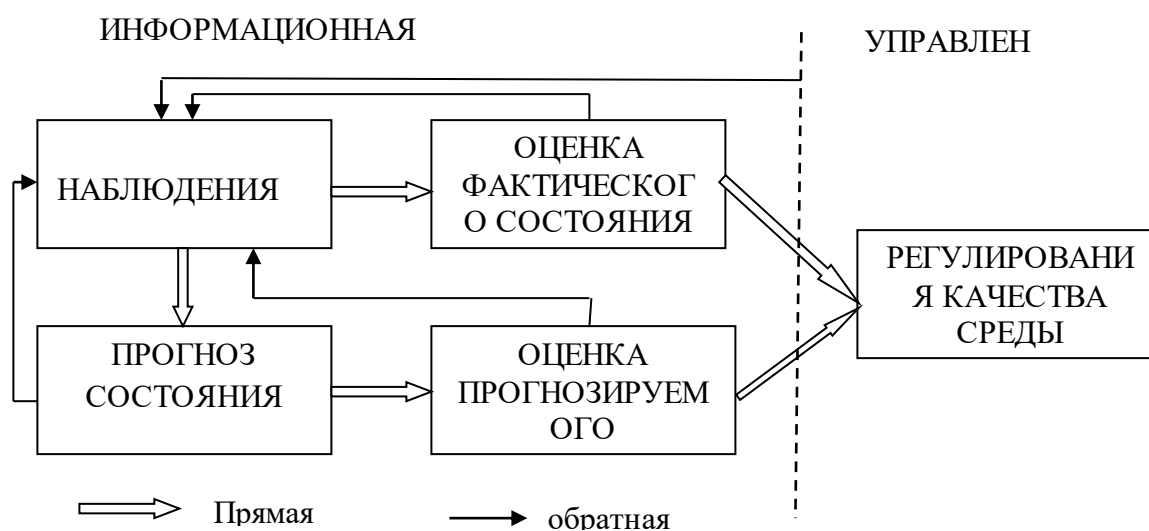 ИНФОРМАЦИОННАЯ
УПРАВЛЕН
НАБЛЮДЕНИЯ
ОЦЕНКА
ФАКТИЧЕСКОГ
О СОСТОЯНИЯ
РЕГУЛИРОВАНИ
Я КАЧЕСТВА
СРЕДЫ
ПРОГНОЗ
СОСТОЯНИЯ
ОЦЕНКА
ПРОГНОЗИРУЕМ
ОГО
Прямая
обратная